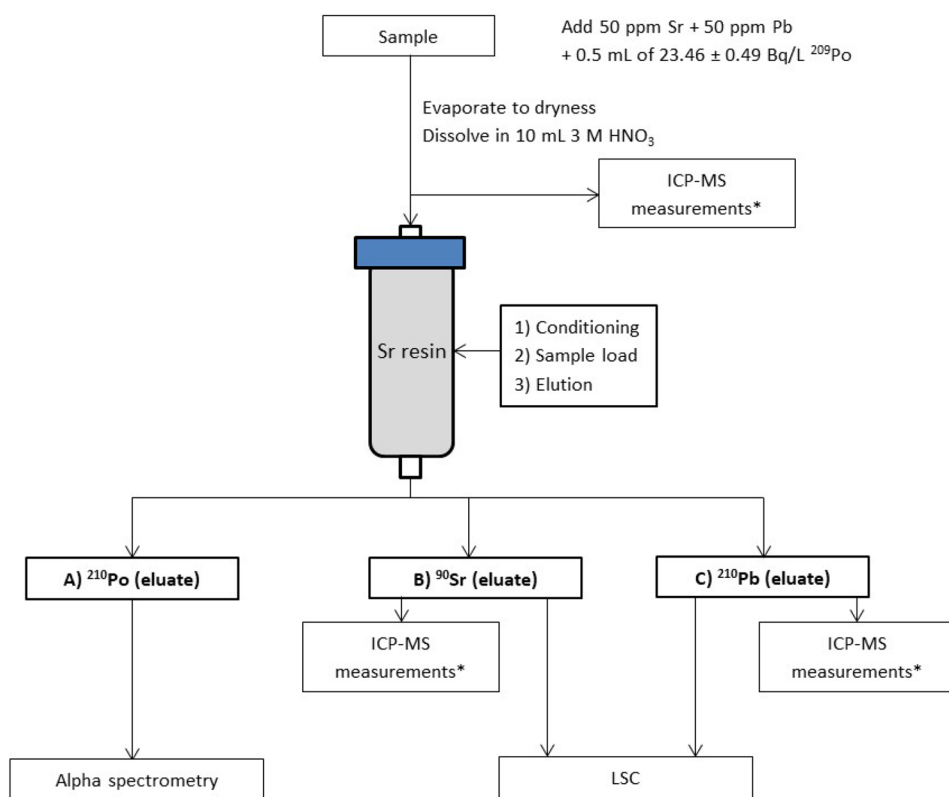 Sample
Add 50 ppm Sr + 50 ppm Pb
+ 0.5 mL of 23.46 ± 0.49 Bq/L ²⁰⁹Po
Evaporate to dryness
Dissolve in 10 mL 3 M HNO₃
ICP-MS
measurements*
Sr resin
1) Conditioning
2) Sample load
3) Elution
A) ²¹⁰Po (eluate)
B) ⁹⁰Sr (eluate)
C) ²¹⁰Pb (eluate)
ICP-MS
measurements*
ICP-MS
measurements*
Alpha spectrometry
LSC